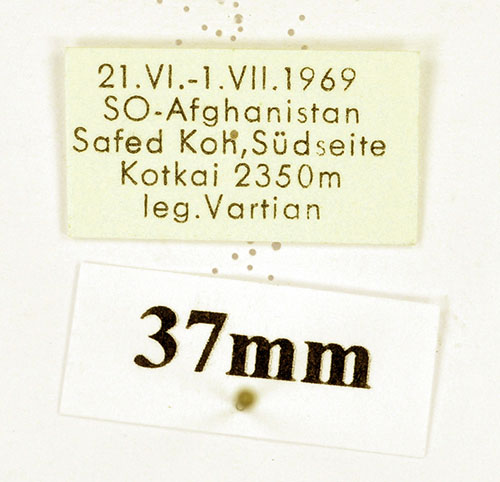 21.VI.-1.VII.1969
SO-Afghanistan
Safed Koh,Südseite
Kotkai 2350m
leg.Vartian
37mm